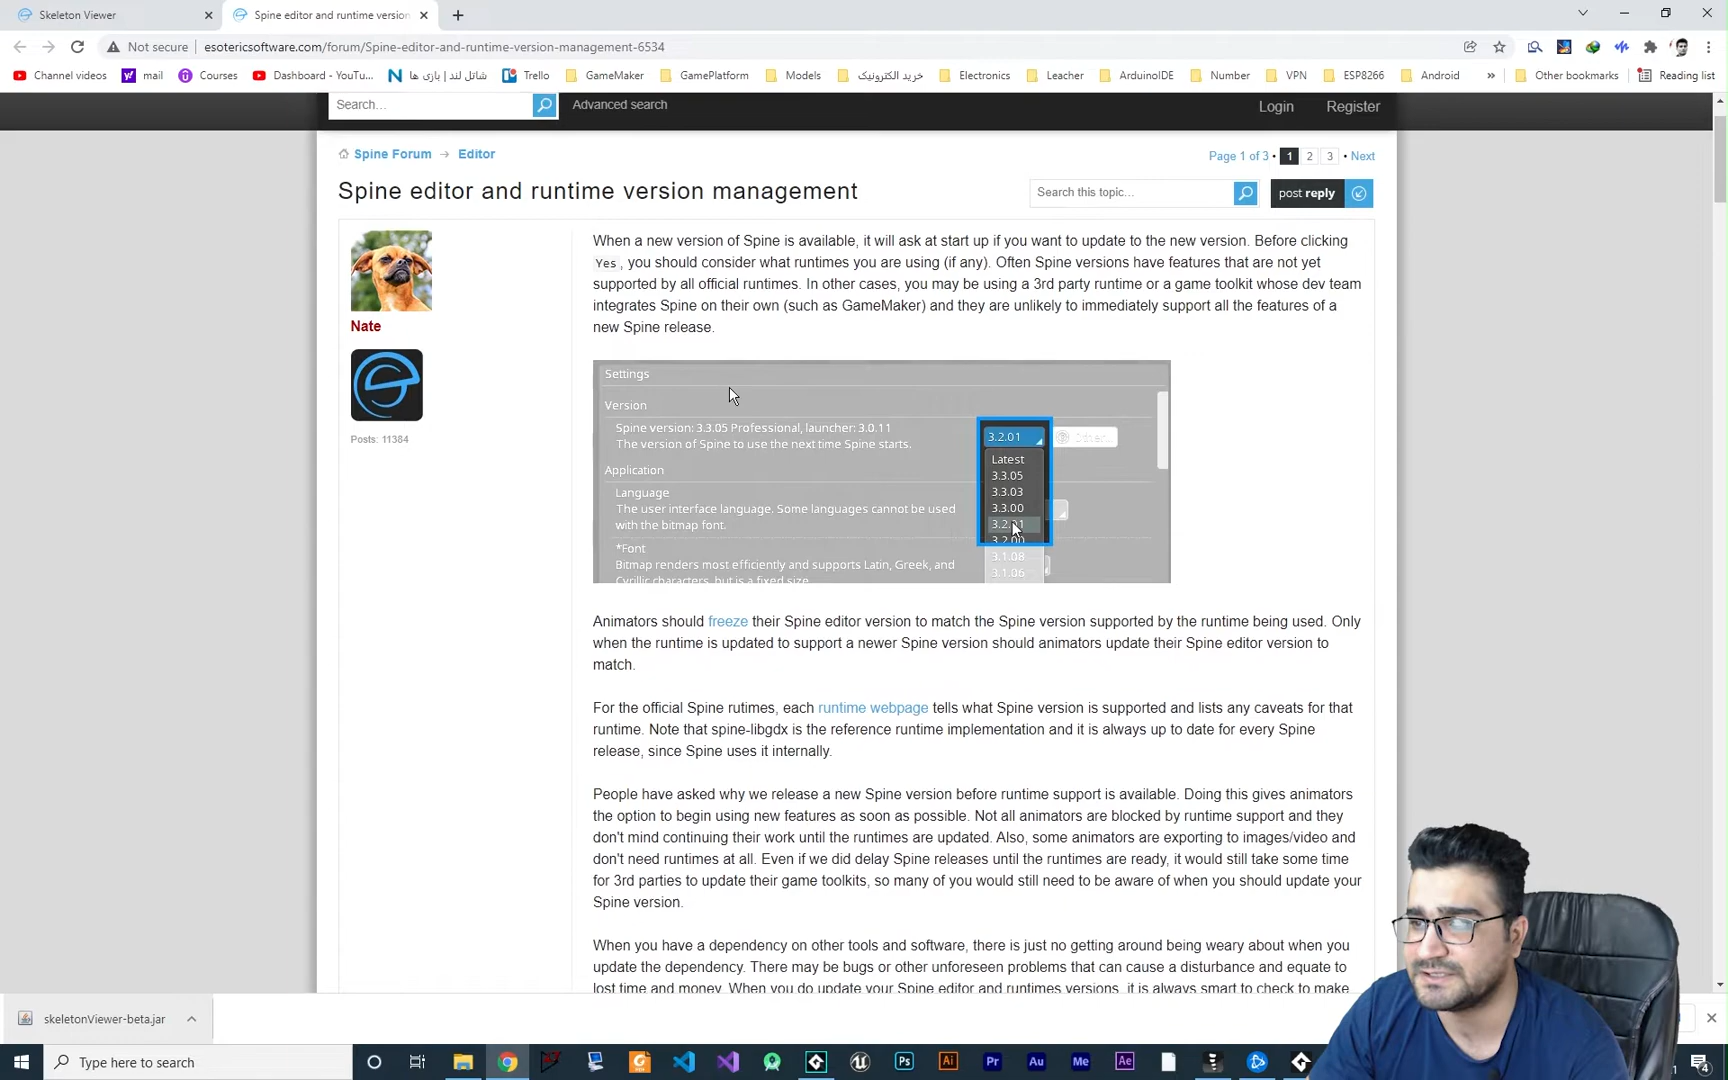 Skeleton Viewer
Spine editor and runtime version
Not secure
esotericsoftware.com/forum/Spine-editor-and-runtime-version-management-6534
Channel videos
mail
Courses
Dashboard - YouTu...
شاتل لند | بازی ها
Trello
GameMaker
GamePlatform
Models
خرید الکترونیک
Electronics
Leacher
ArduinoIDE
Number
VPN
ESP8266
Android
»
Other bookmarks
Reading list
Search...
Advanced search
Login
Register
Spine Forum → Editor
Page 1 of 3 • 1 2 3 • Next
Spine editor and runtime version management
Search this topic...
post reply
Nate
Posts: 11384
When a new version of Spine is available, it will ask at start up if you want to update to the new version. Before clicking
Yes, you should consider what runtimes you are using (if any). Often Spine versions have features that are not yet
supported by all official runtimes. In other cases, you may be using a 3rd party runtime or a game toolkit whose dev team
integrates Spine on their own (such as GameMaker) and they are unlikely to immediately support all the features of a
new Spine release.
Settings
Version
Spine version: 3.3.05 Professional, launcher: 3.0.11
The version of Spine to use the next time Spine starts.
3.2.01
Other...
Latest
3.3.05
3.3.03
3.3.00
3.2.01
3.2.00
3.1.08
3.1.06
Application
Language
The user interface language. Some languages cannot be used
with the bitmap font.
*Font
Bitmap renders most efficiently and supports Latin, Greek, and
Cyrillic characters, but is a fixed size.
Animators should freeze their Spine editor version to match the Spine version supported by the runtime being used. Only
when the runtime is updated to support a newer Spine version should animators update their Spine editor version to
match.
For the official Spine rutimes, each runtime webpage tells what Spine version is supported and lists any caveats for that
runtime. Note that spine-libgdx is the reference runtime implementation and it is always up to date for every Spine
release, since Spine uses it internally.
People have asked why we release a new Spine version before runtime support is available. Doing this gives animators
the option to begin using new features as soon as possible. Not all animators are blocked by runtime support and they
don't mind continuing their work until the runtimes are updated. Also, some animators are exporting to images/video and
don't need runtimes at all. Even if we did delay Spine releases until the runtimes are ready, it would still take some time
for 3rd parties to update their game toolkits, so many of you would still need to be aware of when you should update your
Spine version.
When you have a dependency on other tools and software, there is just no getting around being weary about when you
update the dependency. There may be bugs or other unforeseen problems that can cause a disturbance and equate to
lost time and money. When you do update your Spine editor and runtimes versions, it is always smart to check to make
skeletonViewer-beta.jar
Type here to search
Ps
Ai
Pr
Au
Me
Ae
4